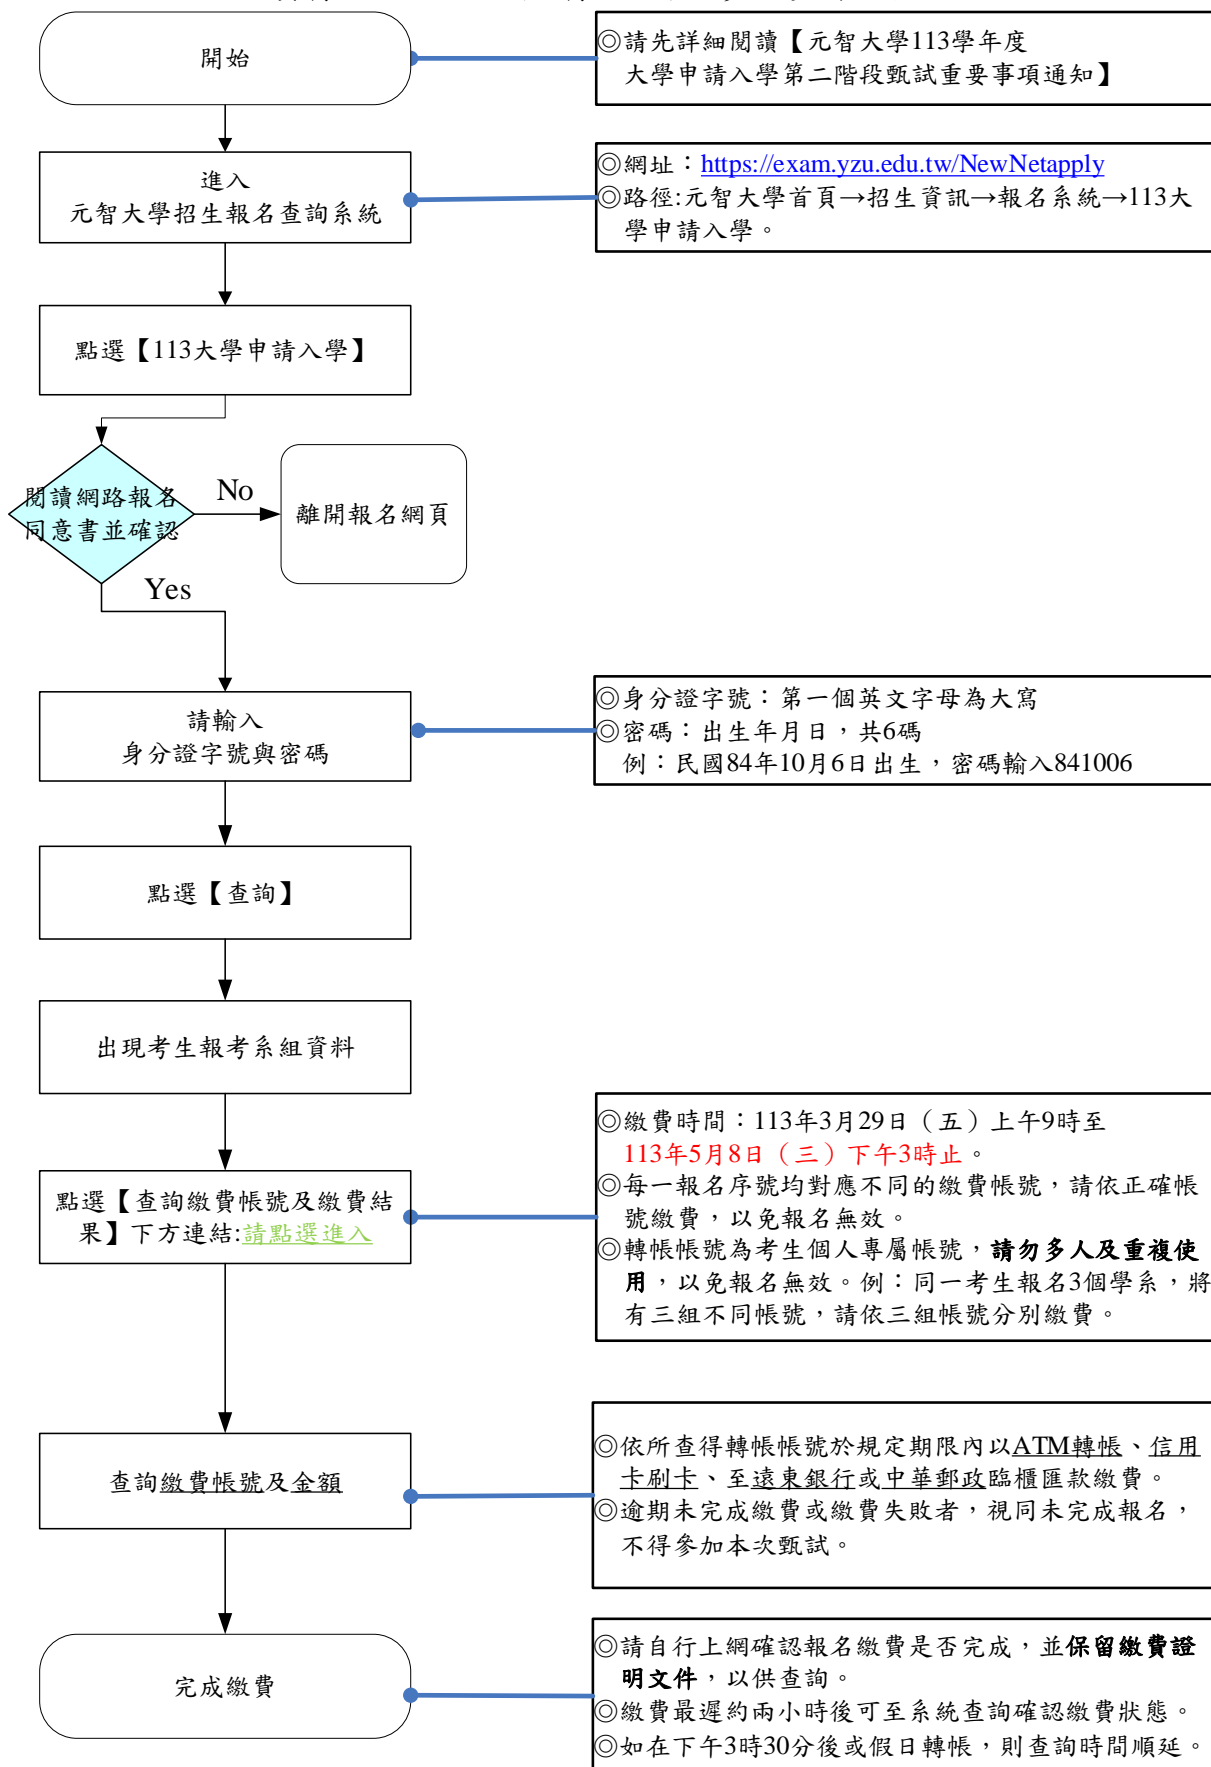 開始
◎請先詳細閱讀【元智大學113學年度
大學申請入學第二階段甄試重要事項通知】
進入
元智大學招生報名查詢系統
◎網址：https://exam.yzu.edu.tw/NewNetapply
◎路徑:元智大學首頁→招生資訊→報名系統→113大
學申請入學。
點選【113大學申請入學】
閱讀網路報名
同意書並確認
No
離開報名網頁
Yes
請輸入
身分證字號與密碼
◎身分證字號：第一個英文字母為大寫
◎密碼：出生年月日，共6碼
例：民國84年10月6日出生，密碼輸入841006
點選【查詢】
出現考生報考系組資料
點選【查詢繳費帳號及繳費結
果】下方連結:請點選進入
◎繳費時間：113年3月29日（五）上午9時至
113年5月8日（三）下午3時止。
◎每一報名序號均對應不同的繳費帳號，請依正確帳
號繳費，以免報名無效。
◎轉帳帳號為考生個人專屬帳號，請勿多人及重複使
用，以免報名無效。例：同一考生報名3個學系，將
有三組不同帳號，請依三組帳號分別繳費。
查詢繳費帳號及金額
◎依所查得轉帳帳號於規定期限內以ATM轉帳、信用
卡刷卡、至遠東銀行或中華郵政臨櫃匯款繳費。
◎逾期未完成繳費或繳費失敗者，視同未完成報名，
不得參加本次甄試。
完成繳費
◎請自行上網確認報名繳費是否完成，並保留繳費證
明文件，以供查詢。
◎繳費最遲約兩小時後可至系統查詢確認繳費狀態。
◎如在下午3時30分後或假日轉帳，則查詢時間順延。